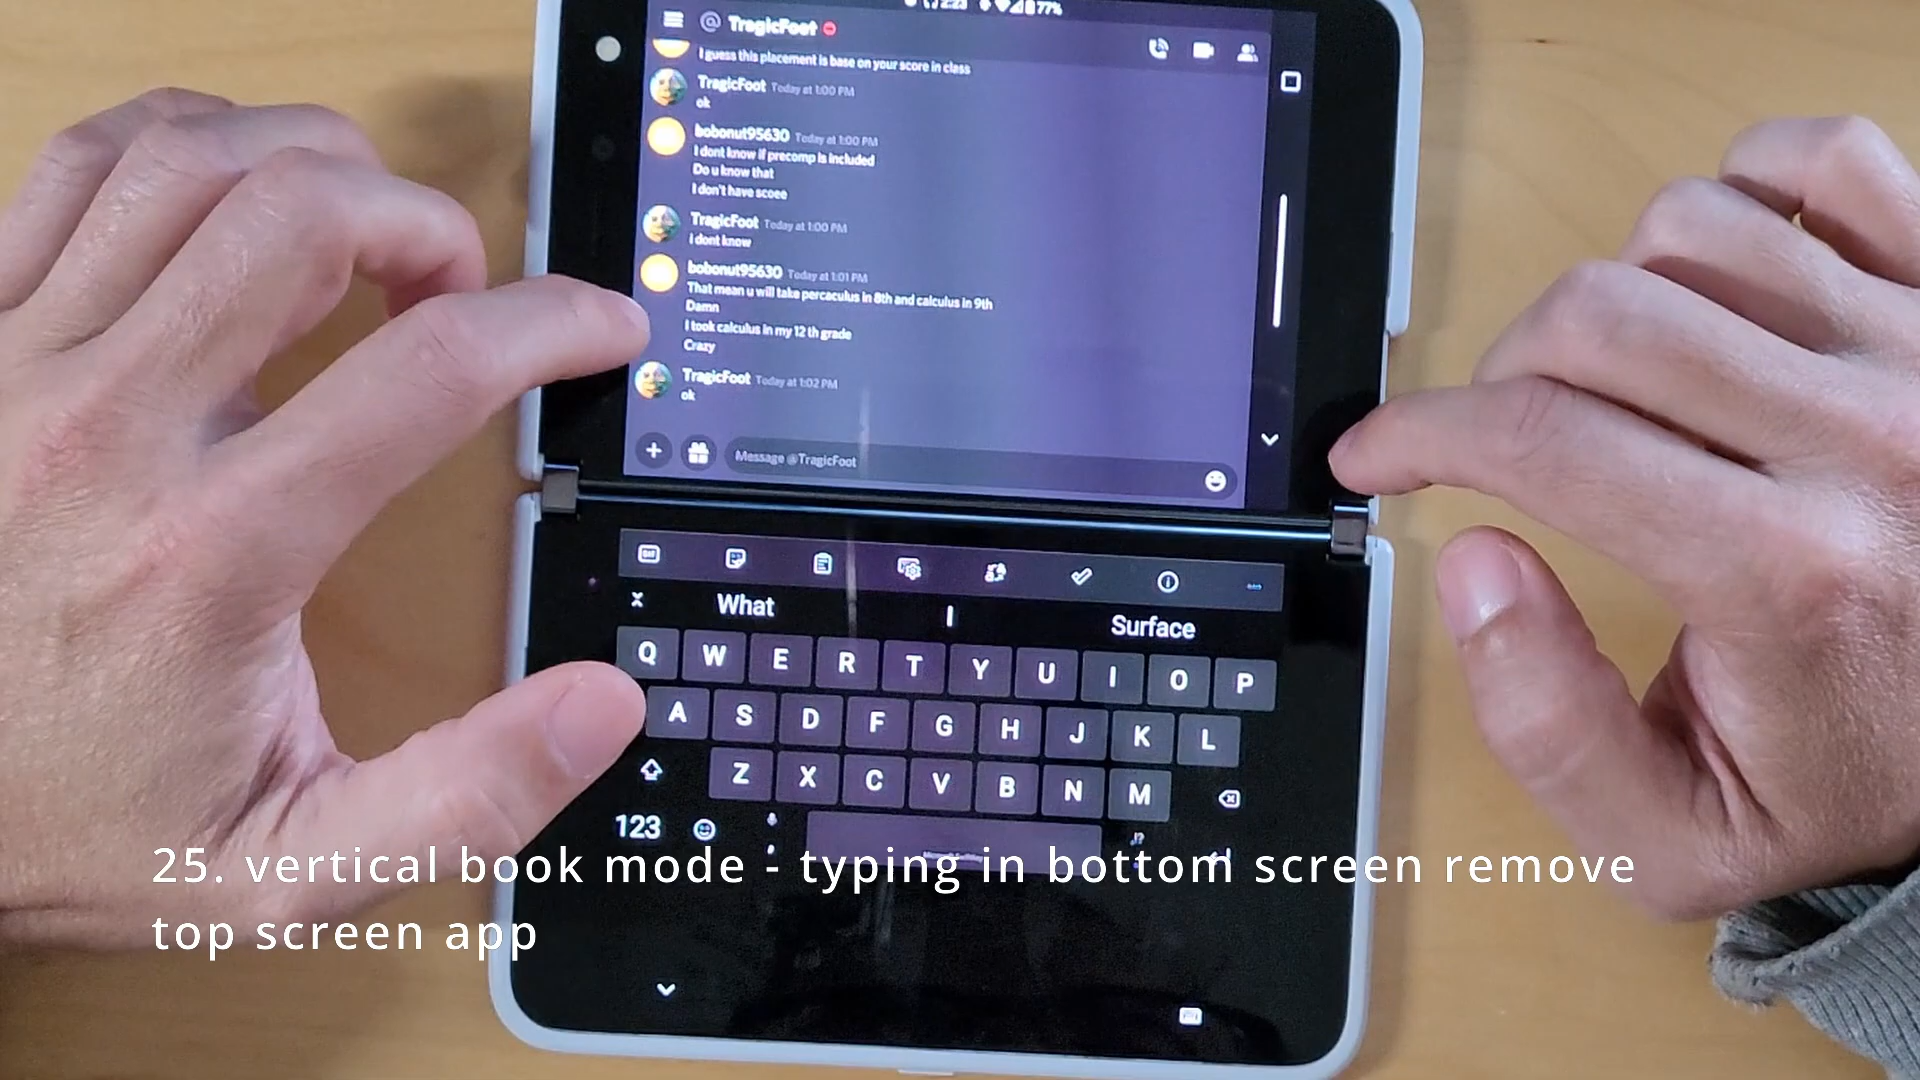 2:23 77%
TragicFoot
I guess this placement is base on your score in class
TragicFoot Today at 1:00 PM
ok
bobonut95630 Today at 1:00 PM
I dont know if precomp is included
Do u know that
I don't have scoee
TragicFoot Today at 1:00 PM
I dont know
bobonut95630 Today at 1:01 PM
That mean u will take percaculus in 8th and calculus in 9th
Damn
I took calculus in my 12 th grade
Crazy
TragicFoot Today at 1:02 PM
ok
Message @TragicFoot
GIF
What I Surface
Q W E R T Y U I O P
A S D F G H J K L
Z X C V B N M
123 !?
25. vertical book mode - typing in bottom screen remove
top screen app